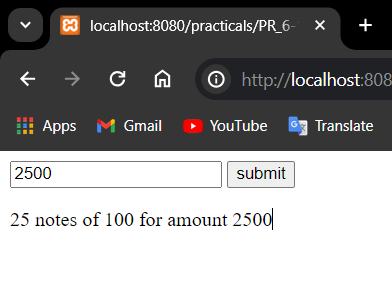 localhost:8080/practicals/PR_6-
http://localhost:808
Apps Gmail YouTube Translate
2500 submit
25 notes of 100 for amount 2500